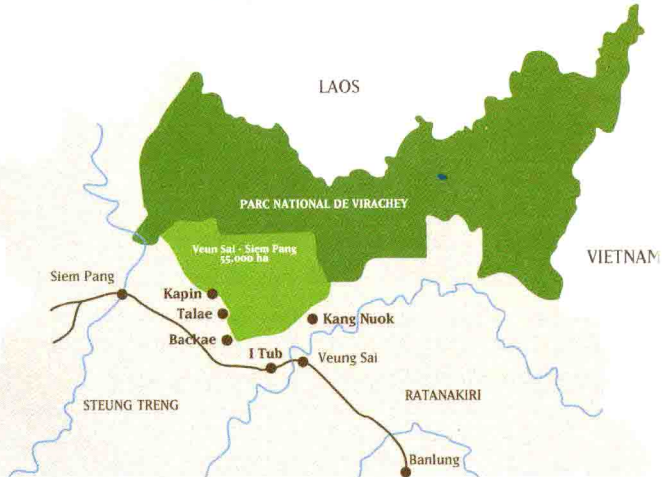 LAOS
PARC NATIONAL DE VIRACHEY
Veun Sai - Siem Pang
55,000 ha
VIETNAM
Siem Pang
Kapin
Talae
Kang Nuok
Backae
I Tub
Veung Sai
STEUNG TRENG
RATANAKIRI
Banlung